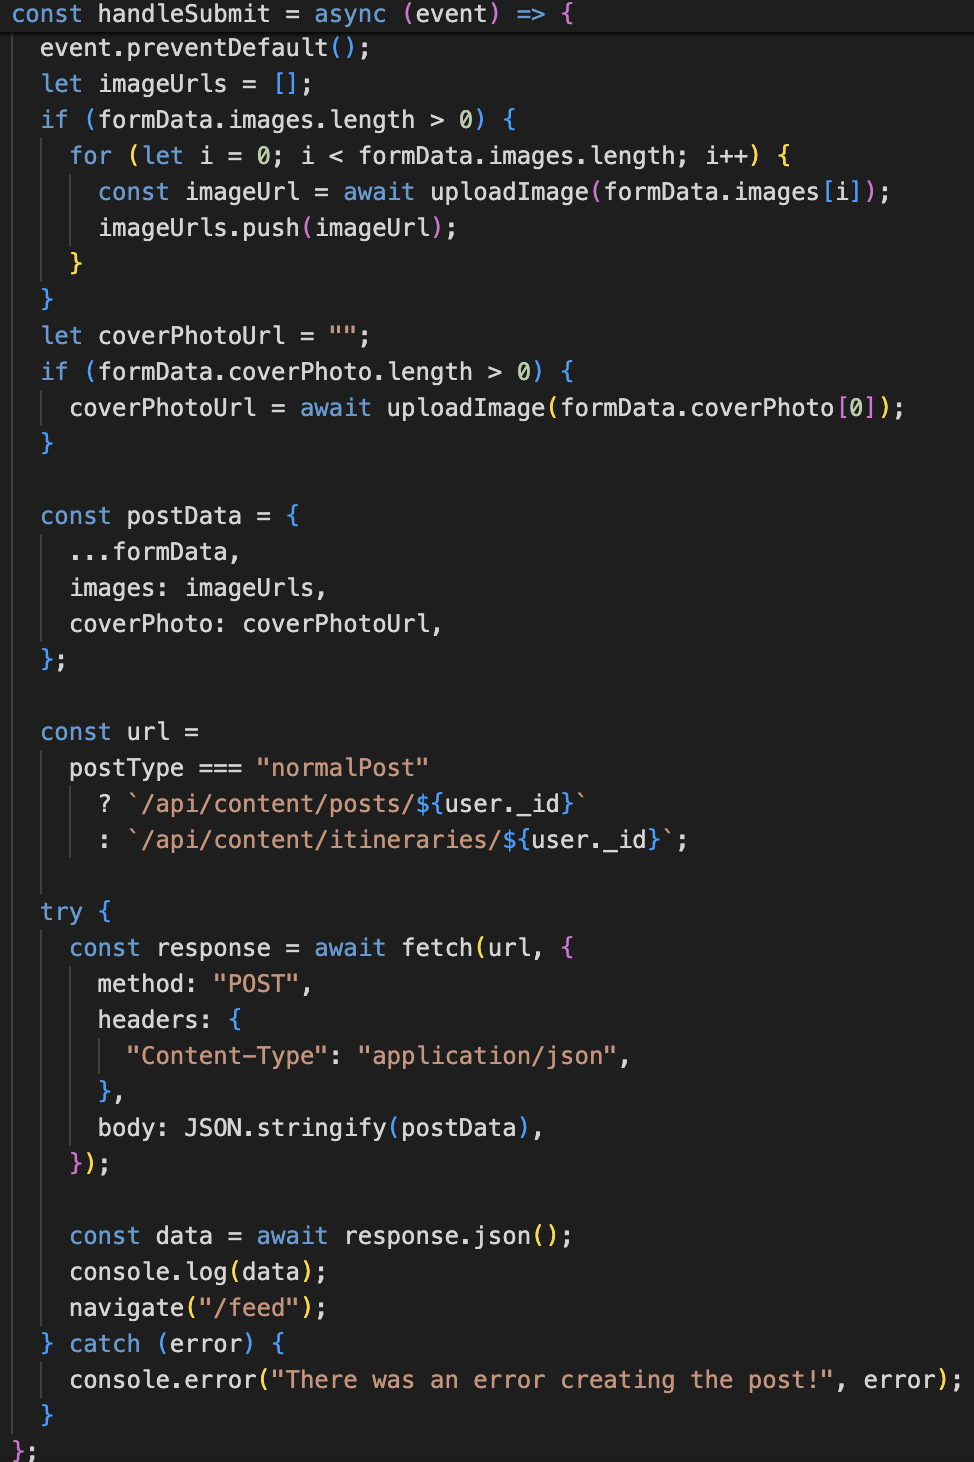 const handleSubmit = async (event) => {
event.preventDefault();
let imageUrls = [];
if (formData.images.length > 0) {
for (let i = 0; i < formData.images.length; i++) {
const imageUrl = await uploadImage(formData.images[i]);
imageUrls.push(imageUrl);
}
}
let coverPhotoUrl = "";
if (formData.coverPhoto.length > 0) {
coverPhotoUrl = await uploadImage(formData.coverPhoto[0]);
}
const postData = {
...formData,
images: imageUrls,
coverPhoto: coverPhotoUrl,
};
const url =
postType === "normalPost"
? `/api/content/posts/${user._id}`
: `/api/content/itineraries/${user._id}`;
try {
const response = await fetch(url, {
method: "POST",
headers: {
"Content-Type": "application/json",
},
body: JSON.stringify(postData),
});
const data = await response.json();
console.log(data);
navigate("/feed");
} catch (error) {
console.error("There was an error creating the post!", error);
}
};